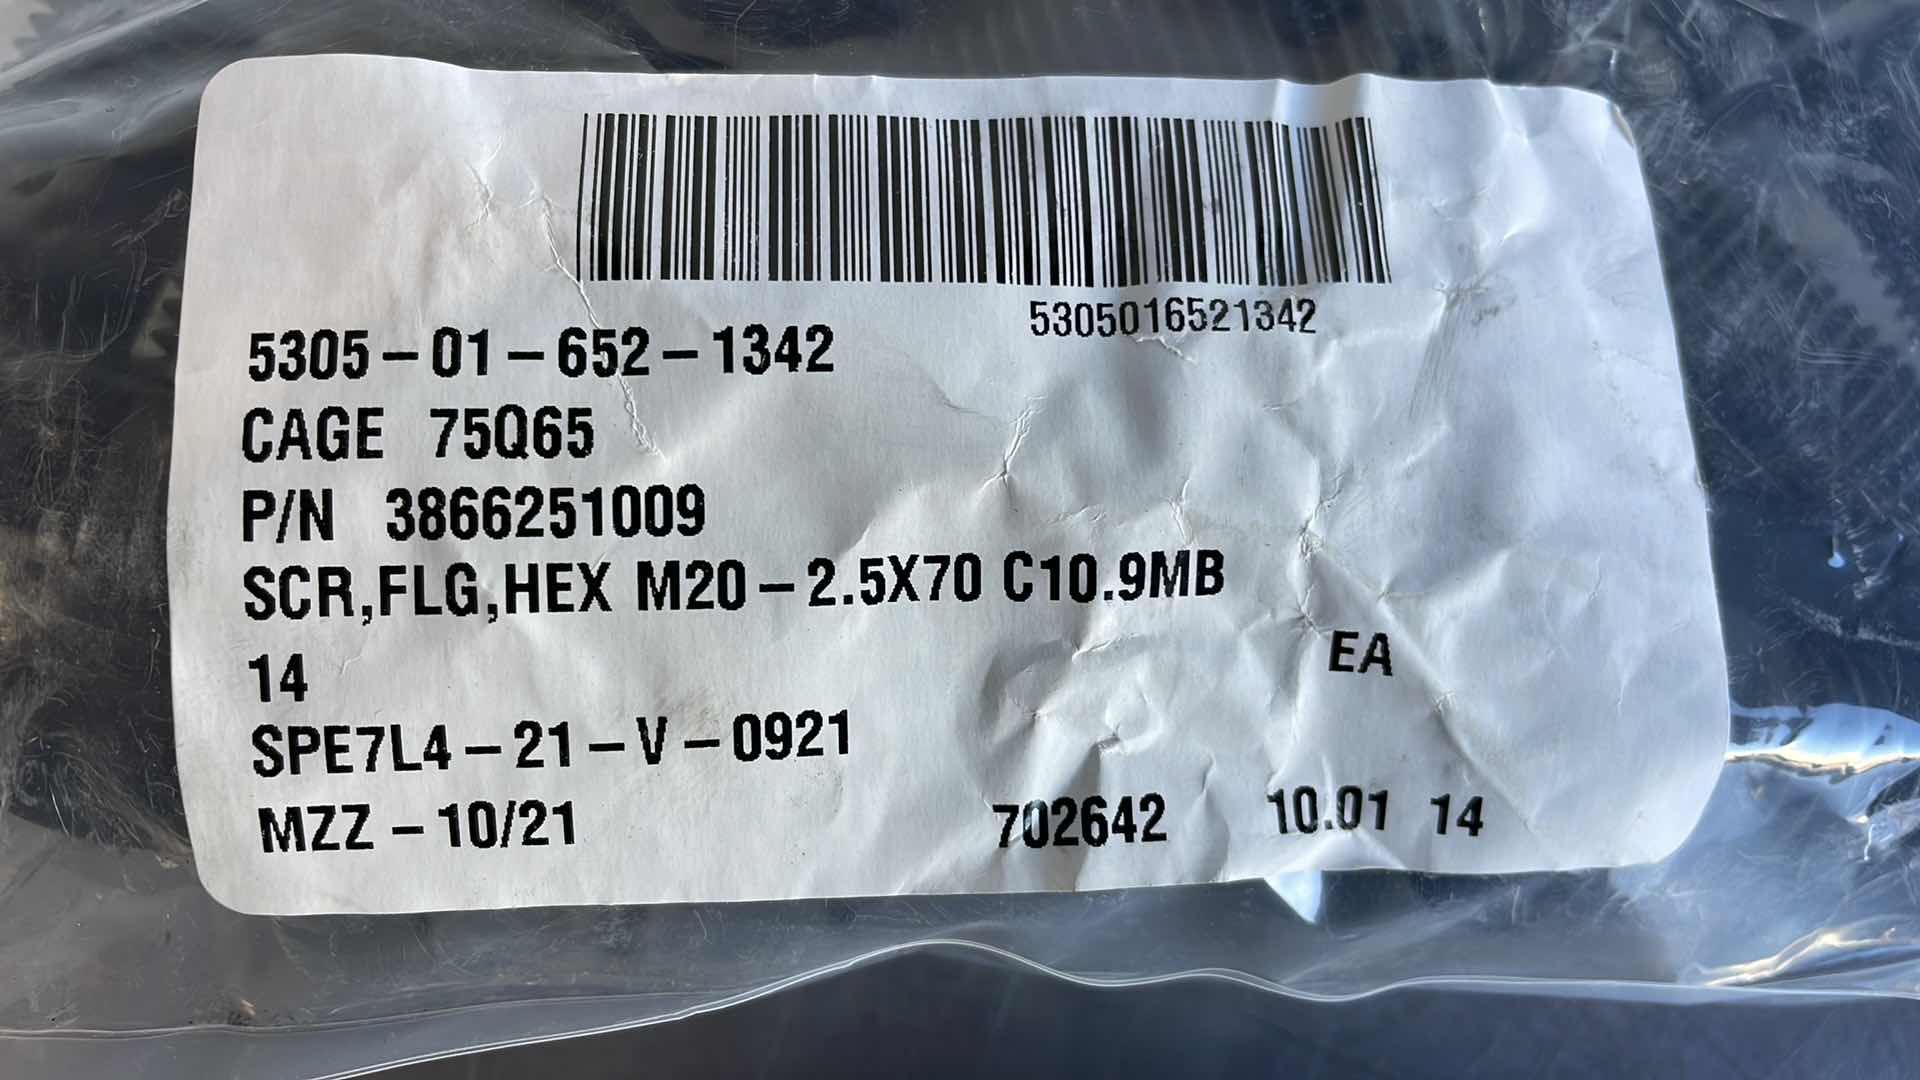 5305016521342
5305-01-652-1342
CAGE 75Q65
P/N 3866251009
SCR,FLG,HEX M20-2.5X70 C10.9MB
14 EA
SPE7L4-21-V-0921
MZZ-10/21 702642 10.01 14